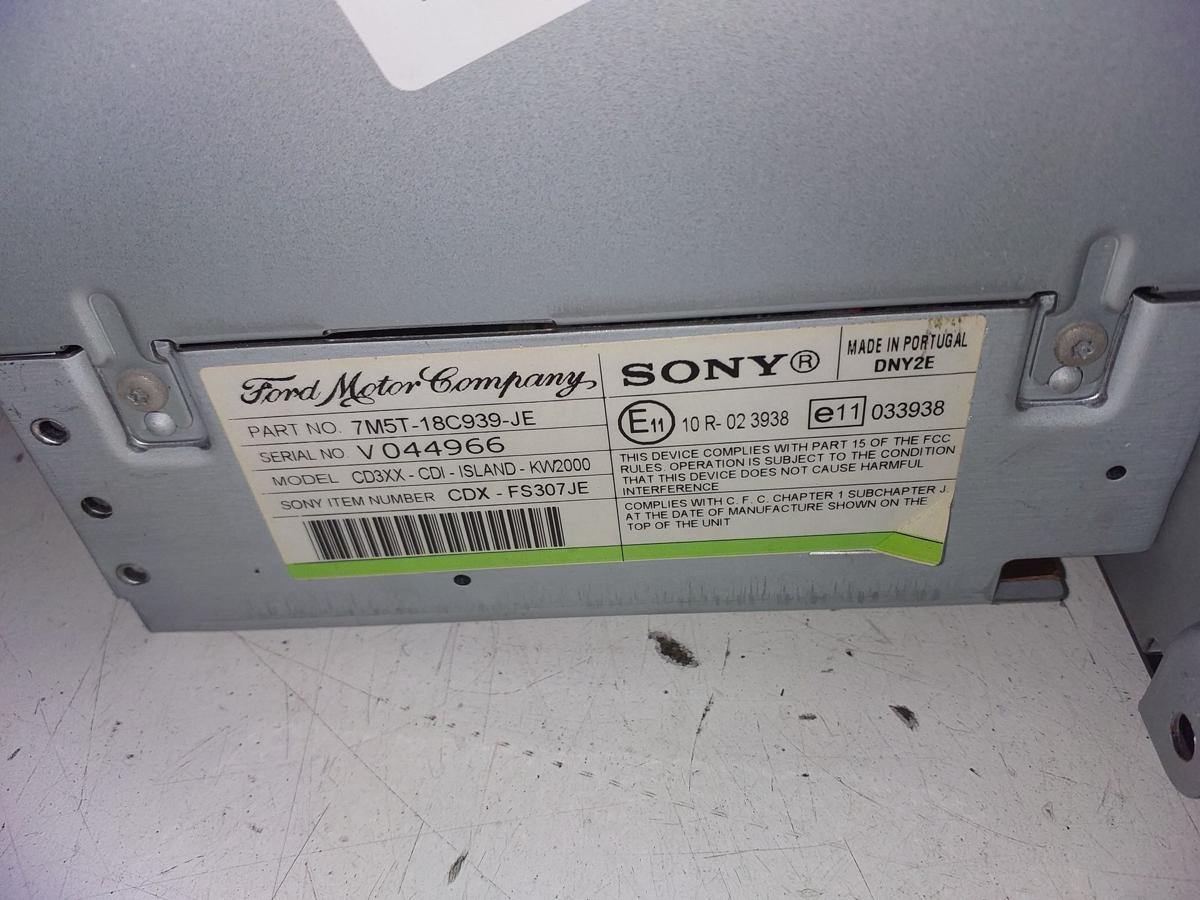 Ford Motor Company
PART NO. 7M5T-18C939-JE
SERIAL NO V 044966
MODEL CD3XX - CDI - ISLAND - KW2000
SONY ITEM NUMBER CDX - FS307JE
SONY®
MADE IN PORTUGAL
DNY2E
E11 10 R- 02 3938 e11 033938
THIS DEVICE COMPLIES WITH PART 15 OF THE FCC
RULES. OPERATION IS SUBJECT TO THE CONDITION
THAT THIS DEVICE DOES NOT CAUSE HARMFUL
INTERFERENCE
COMPLIES WITH C. F. C. CHAPTER 1 SUBCHAPTER J.
AT THE DATE OF MANUFACTURE SHOWN ON THE
TOP OF THE UNIT